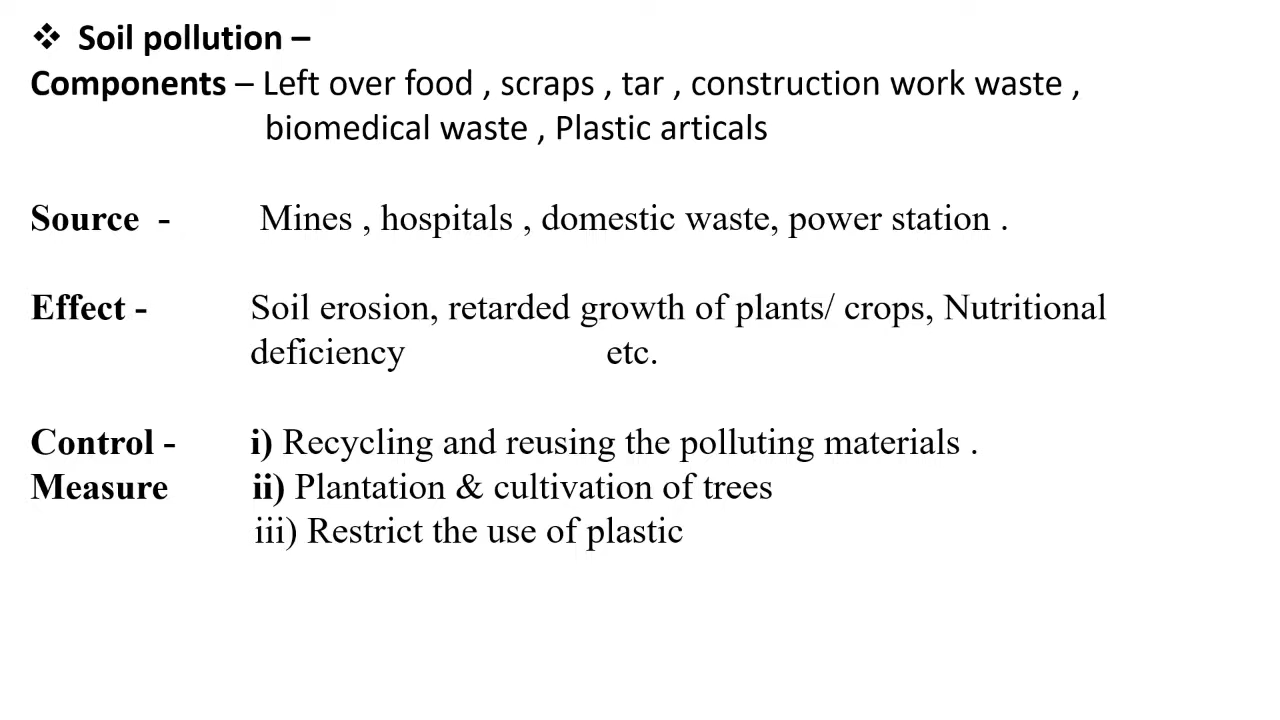 ❖ Soil pollution –
Components – Left over food , scraps , tar , construction work waste ,
biomedical waste , Plastic articals
Source - Mines , hospitals , domestic waste, power station .
Effect - Soil erosion, retarded growth of plants/ crops, Nutritional
deficiency etc.
Control - i) Recycling and reusing the polluting materials .
Measure ii) Plantation & cultivation of trees
iii) Restrict the use of plastic